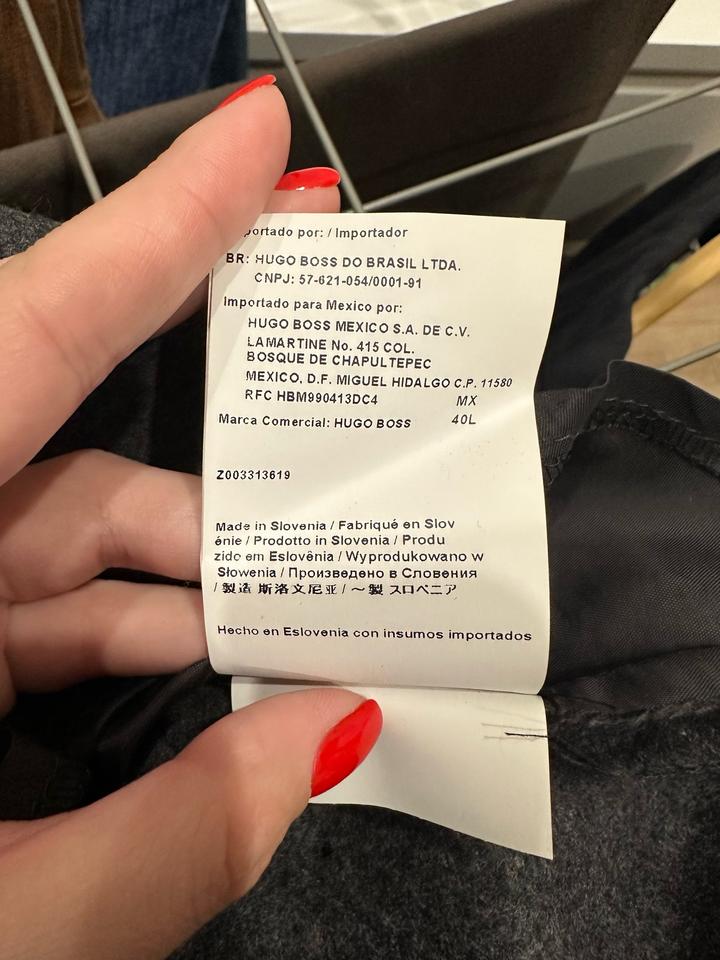 por: / Importador
BR: HUGO BOSS DO BRASIL LTDA.
CNPJ: 57-621-054/0001-91
Importado para Mexico por:
HUGO BOSS MEXICO S.A. DE C.V.
LAMARTINE No. 415 COL.
BOSQUE DE CHAPULTEPEC
MEXICO, D.F. MIGUEL HIDALGO C.P. 11580
RFC HBM990413DC4 MX
Marca Comercial: HUGO BOSS 40L
Z003313619
Made in Slovenia / Fabriqué en Slov
énie / Prodotto in Slovenia / Produ
zido em Eslovênia / Wyprodukowano w
Słowenia / Произведено в Словения
/ 製造 斯洛文尼亚 / ~製 スロベニア
Hecho en Eslovenia con insumos importados